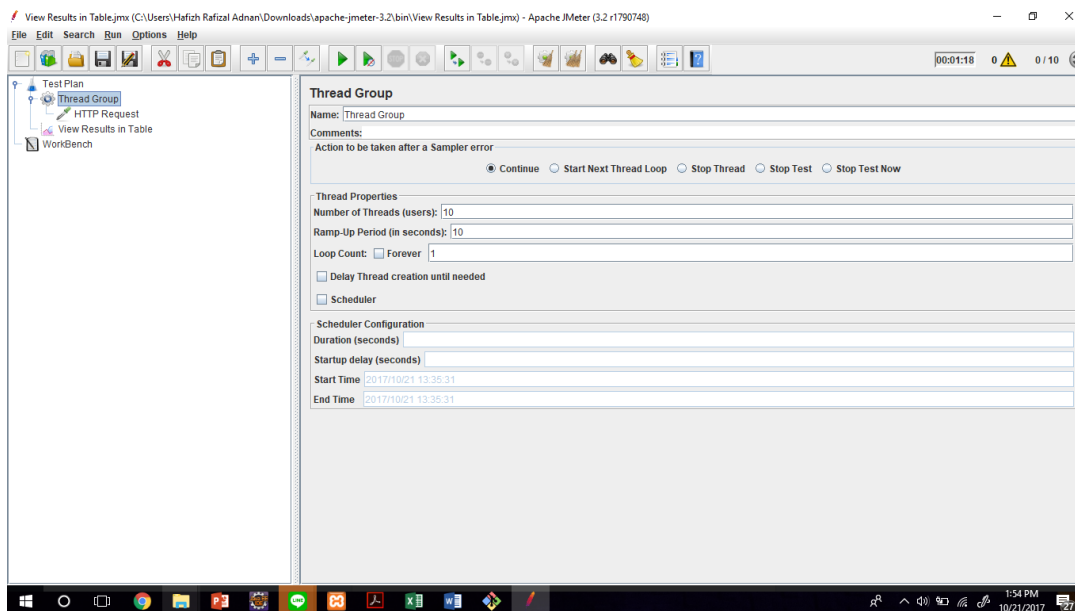 View Results in Table.jmx (C:\Users\Hafizh Rafizal Adnan\Downloads\apache-jmeter-3.2\bin\View Results in Table.jmx) - Apache JMeter (3.2 r1790748)
File Edit Search Run Options Help
00:01:18 0 0 / 10
Test Plan
Thread Group
HTTP Request
View Results in Table
WorkBench
Thread Group
Name: Thread Group
Comments:
Action to be taken after a Sampler error
Continue Start Next Thread Loop Stop Thread Stop Test Stop Test Now
Thread Properties
Number of Threads (users): 10
Ramp-Up Period (in seconds): 10
Loop Count: Forever 1
Delay Thread creation until needed
Scheduler
Scheduler Configuration
Duration (seconds)
Startup delay (seconds)
Start Time 2017/10/21 13:35:31
End Time 2017/10/21 13:35:31
LINE
1:54 PM
10/21/2017
27